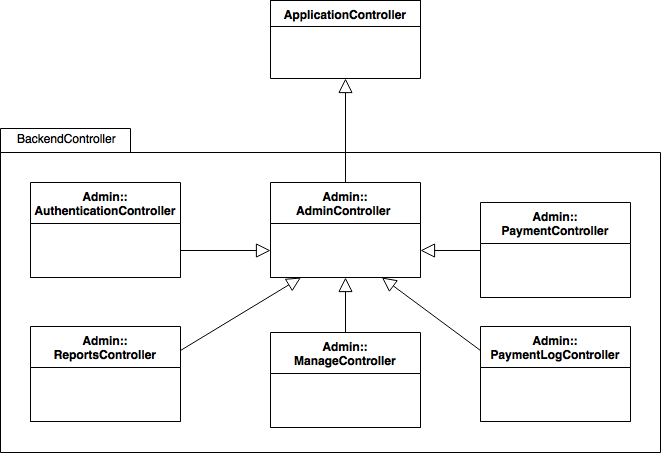 ApplicationController
BackendController
Admin::
AuthenticationController
Admin::
AdminController
Admin::
PaymentController
Admin::
ReportsController
Admin::
ManageController
Admin::
PaymentLogController